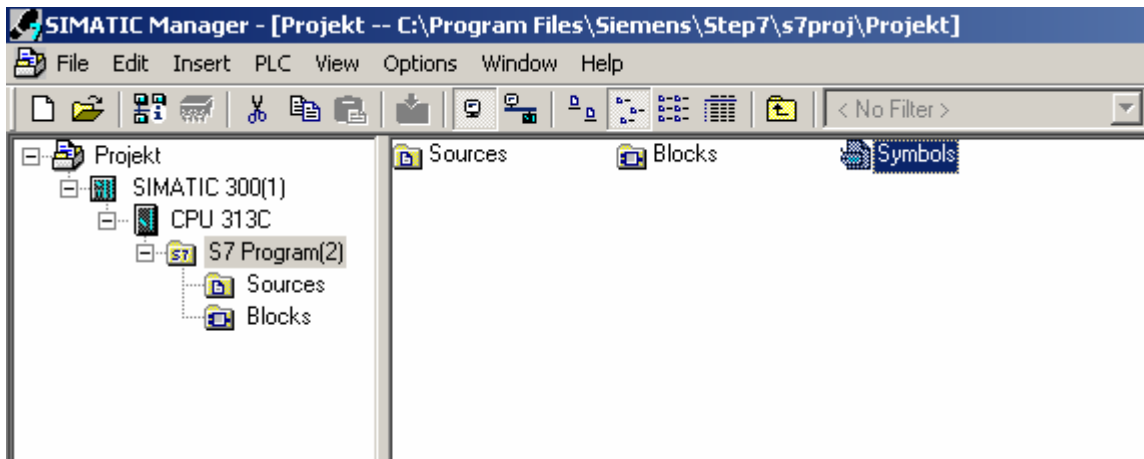 SIMATIC Manager - [Projekt -- C:\Program Files\Siemens\Step7\s7proj\Projekt]
File Edit Insert PLC View Options Window Help
< No Filter >
Projekt
SIMATIC 300(1)
CPU 313C
S7 Program(2)
Sources
Blocks
Sources Blocks Symbols